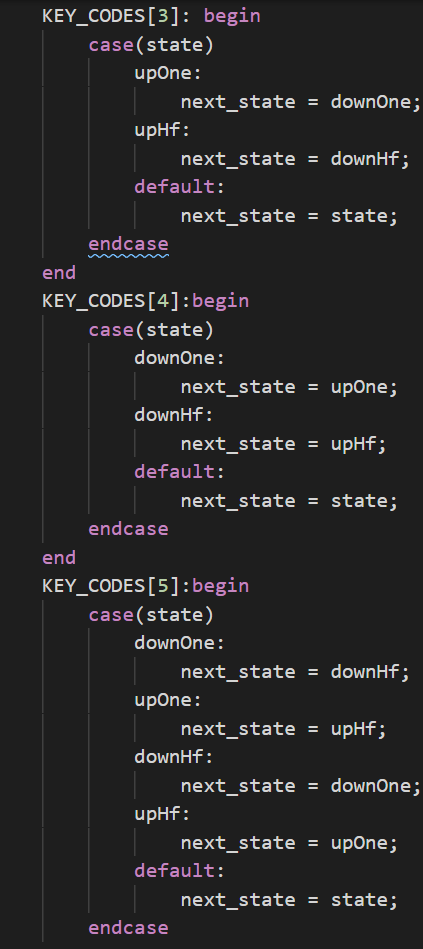 KEY_CODES[3]: begin
case(state)
upOne:
next_state = downOne;
upHf:
next_state = downHf;
default:
next_state = state;
endcase
end
KEY_CODES[4]:begin
case(state)
downOne:
next_state = upOne;
downHf:
next_state = upHf;
default:
next_state = state;
endcase
end
KEY_CODES[5]:begin
case(state)
downOne:
next_state = downHf;
upOne:
next_state = upHf;
downHf:
next_state = downOne;
upHf:
next_state = upOne;
default:
next_state = state;
endcase